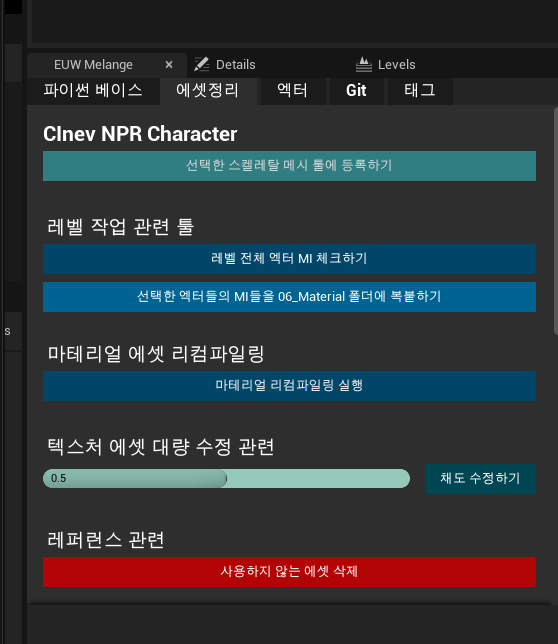 EUW Melange × Details Levels
파이썬 베이스 에셋정리 엑터 Git 태그
CInev NPR Character
선택한 스켈레탈 메시 툴에 등록하기
레벨 작업 관련 툴
레벨 전체 엑터 MI 체크하기
선택한 엑터들의 MI들을 06_Material 폴더에 복붙하기
s
마테리얼 에셋 리컴파일링
마테리얼 리컴파일링 실행
텍스처 에셋 대량 수정 관련
0.5 채도 수정하기
레퍼런스 관련
사용하지 않는 에셋 삭제